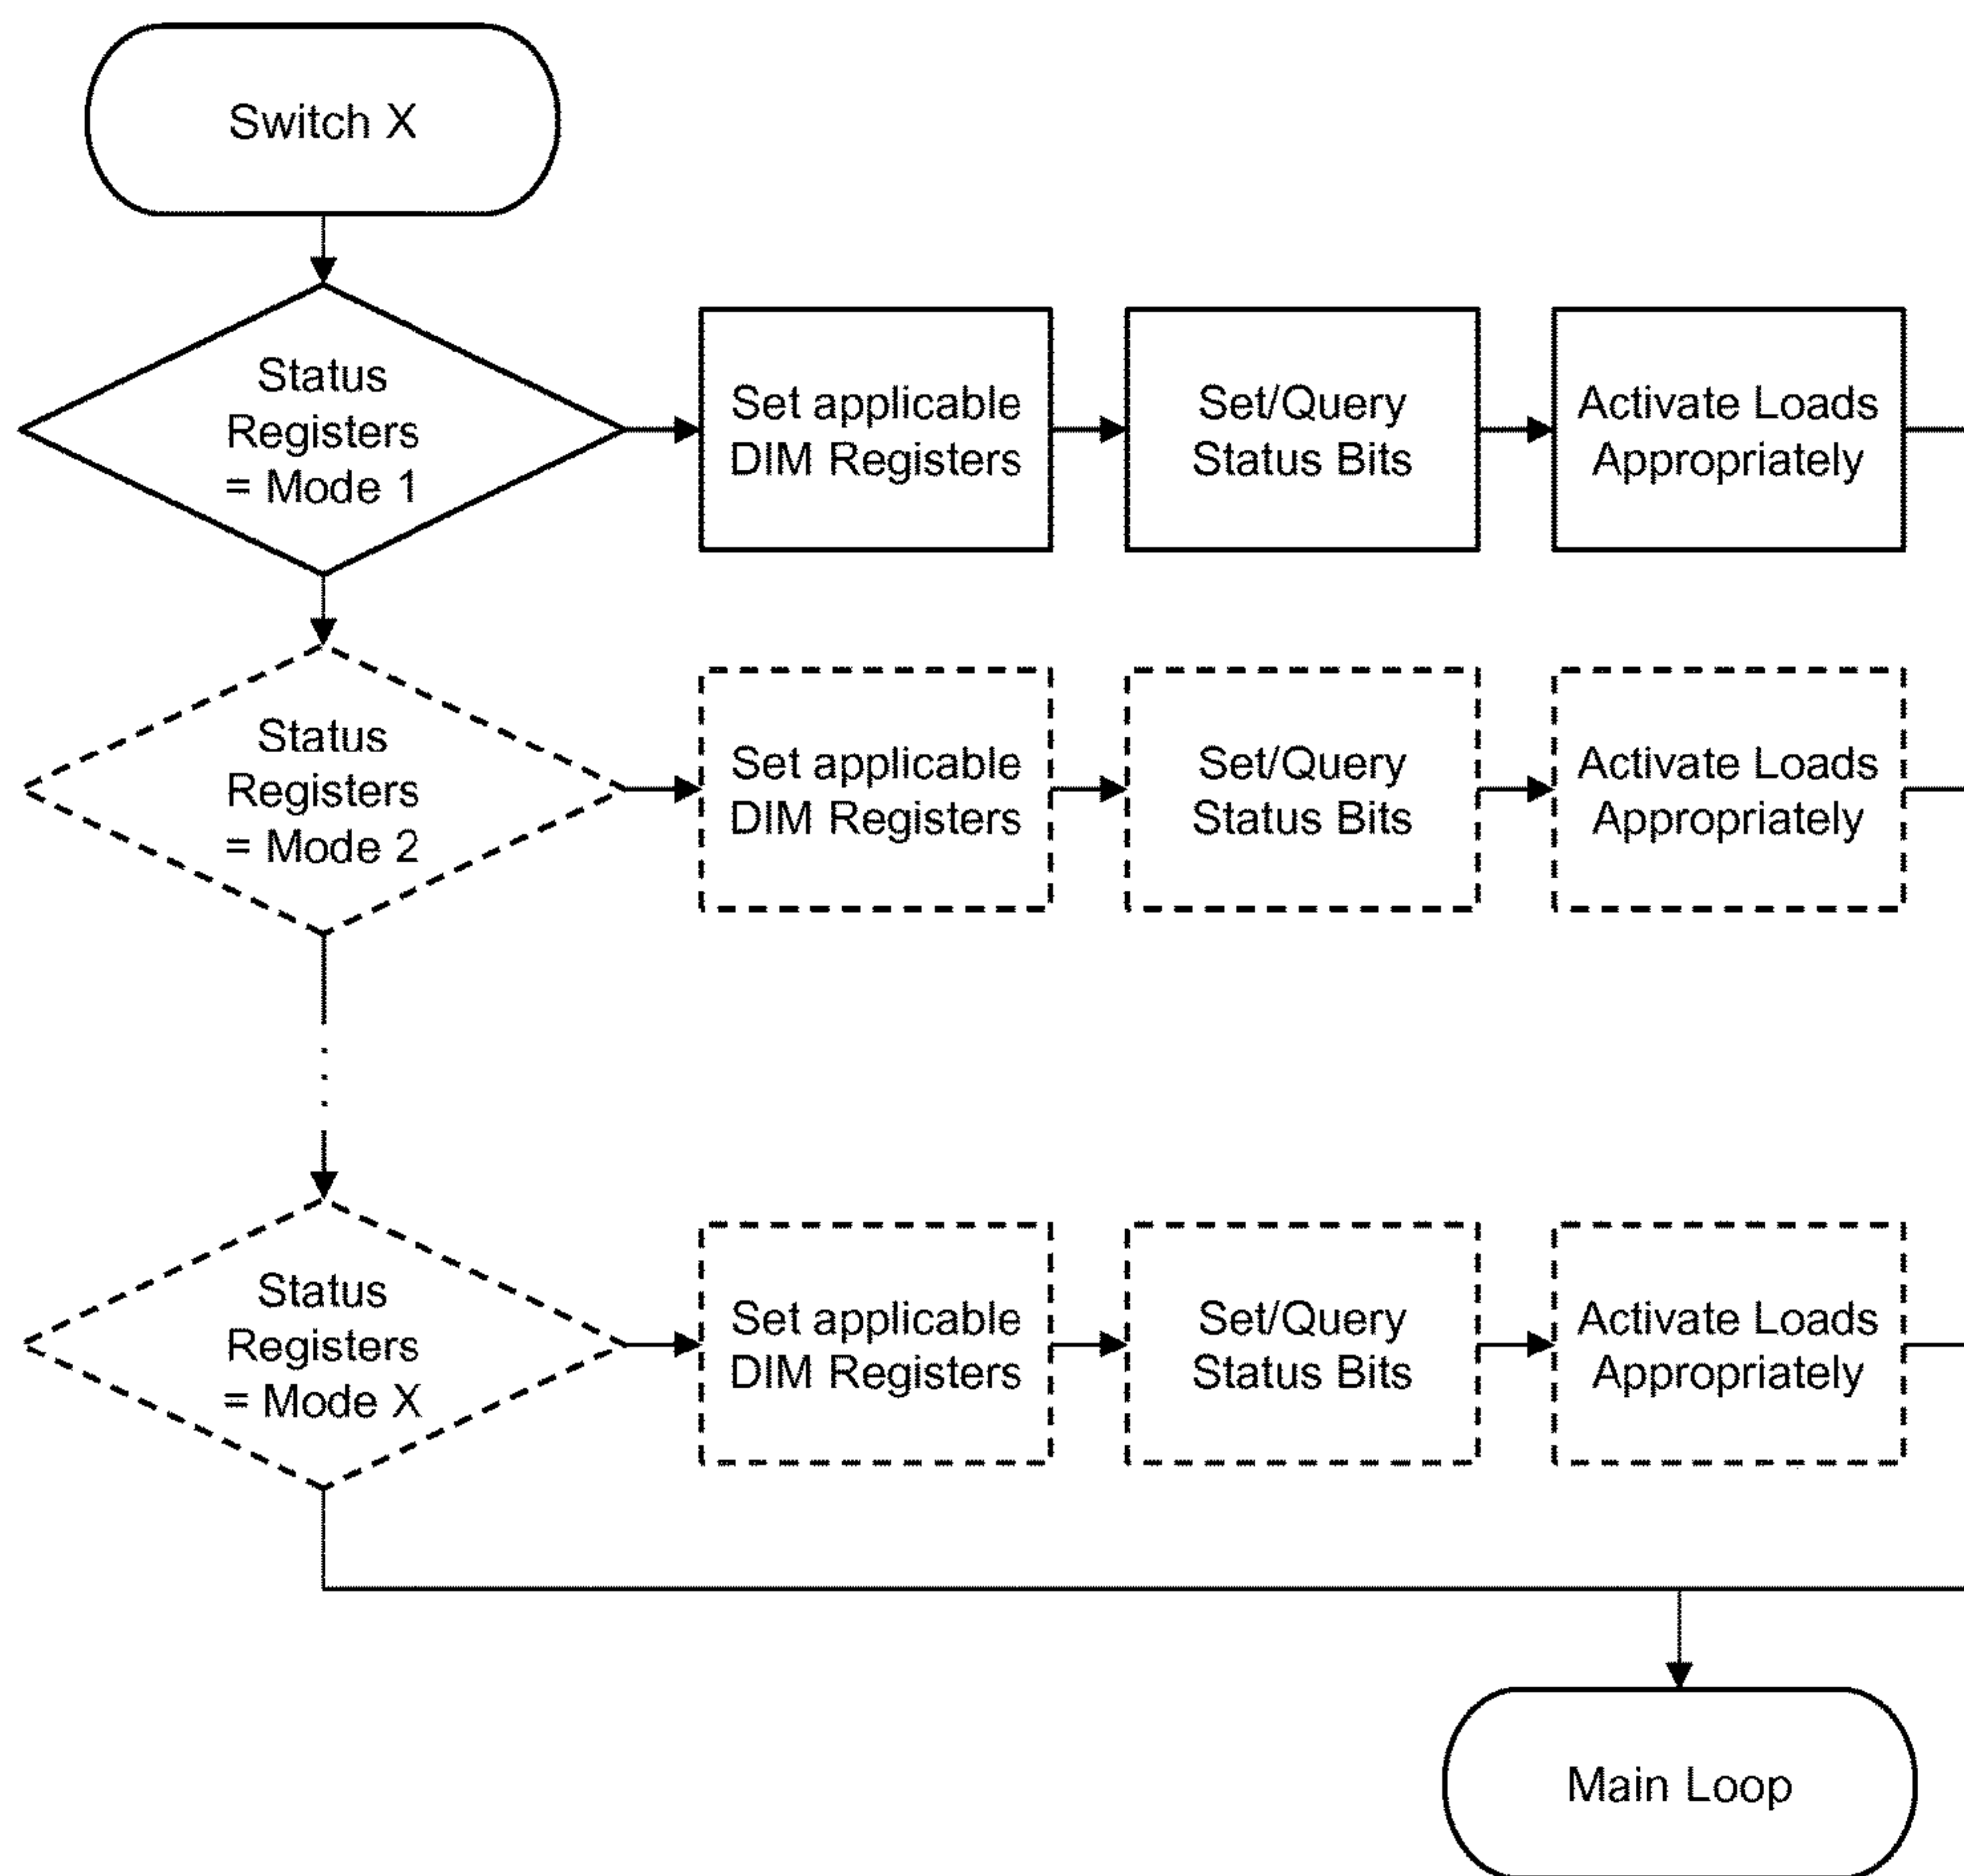 Switch X
Status
Registers
= Mode 1
Set applicable
DIM Registers
Set/Query
Status Bits
Activate Loads
Appropriately
Status
Registers
= Mode 2
Set applicable
DIM Registers
Set/Query
Status Bits
Activate Loads
Appropriately
Status
Registers
= Mode X
Set applicable
DIM Registers
Set/Query
Status Bits
Activate Loads
Appropriately
Main Loop